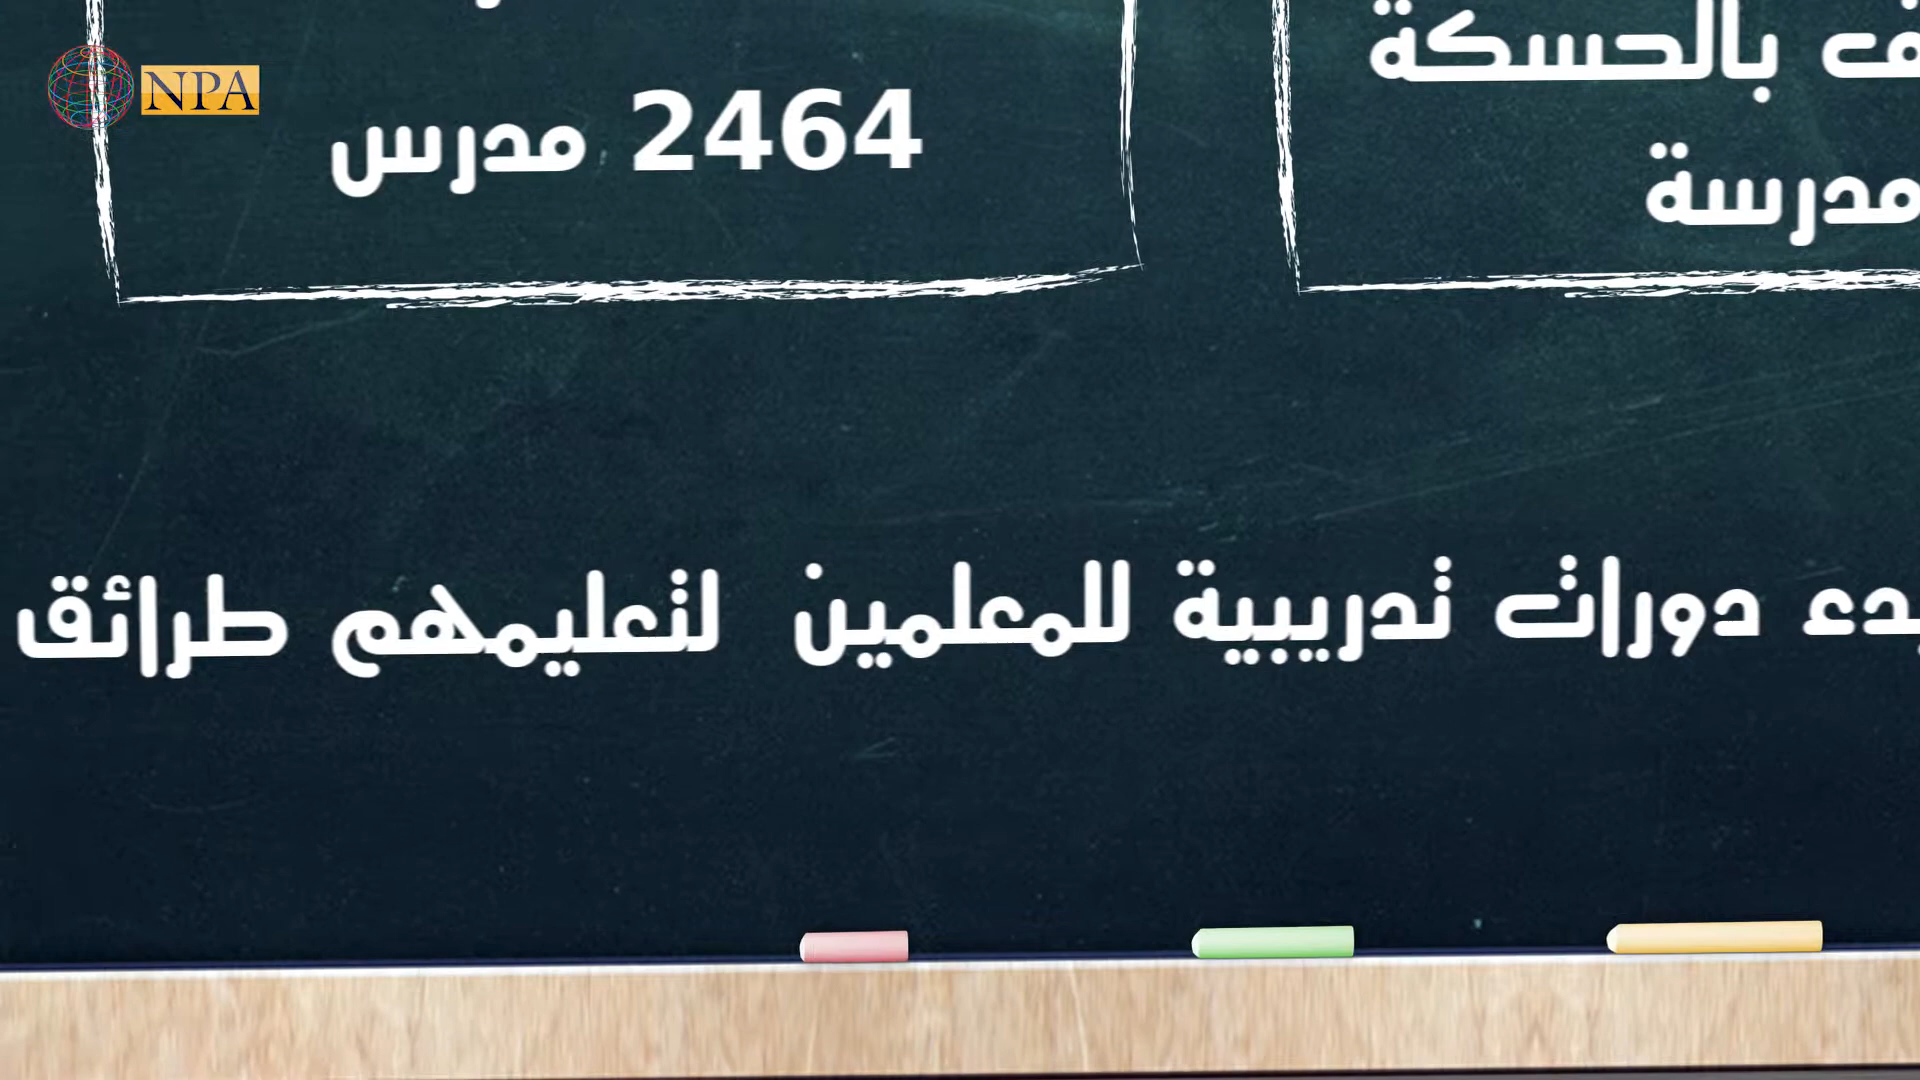 NPA
بالحسكة
مدرسة
2464 مدرس
دورات تدريبية للمعلمين لتعليمهم طرائق